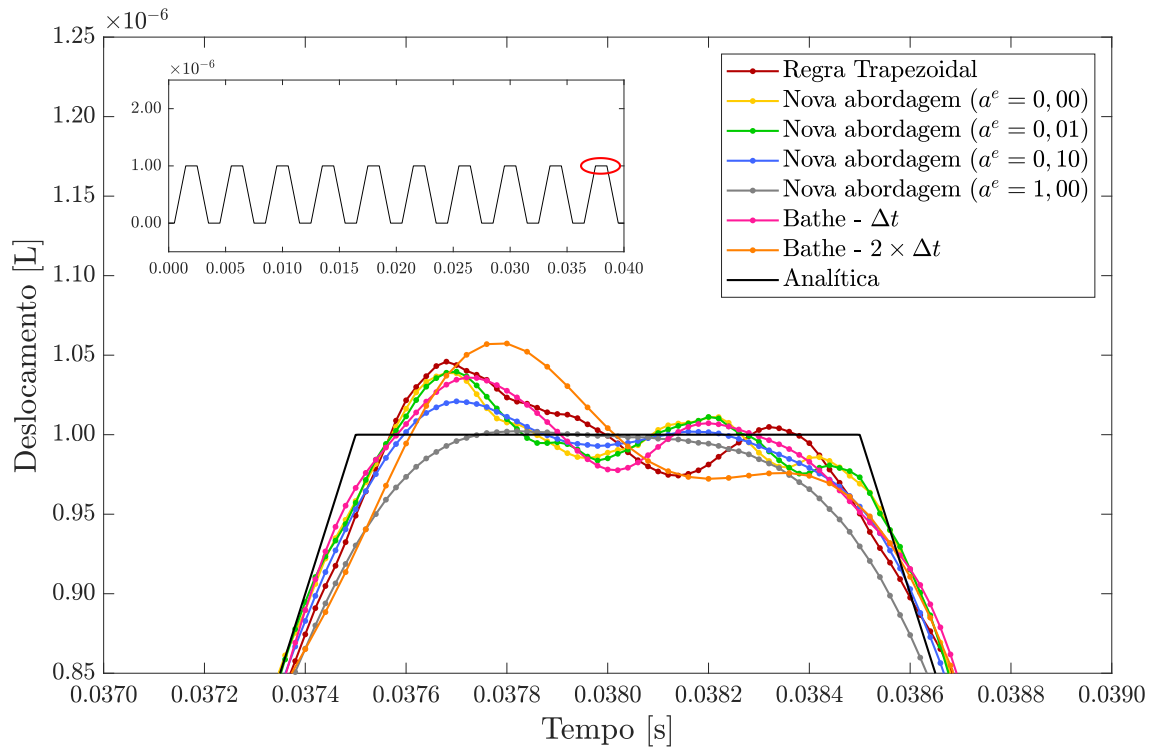 ×10⁻⁶
1.25
1.20
1.15
1.10
1.05
1.00
0.95
0.90
0.85
Deslocamento [L]
×10⁻⁶
2.00
1.00
0.00
0.000 0.005 0.010 0.015 0.020 0.025 0.030 0.035 0.040
Regra Trapezoidal
Nova abordagem (aᵉ = 0, 00)
Nova abordagem (aᵉ = 0, 01)
Nova abordagem (aᵉ = 0, 10)
Nova abordagem (aᵉ = 1, 00)
Bathe - Δt
Bathe - 2 × Δt
Analítica
0.0370 0.0372 0.0374 0.0376 0.0378 0.0380 0.0382 0.0384 0.0386 0.0388 0.0390
Tempo [s]